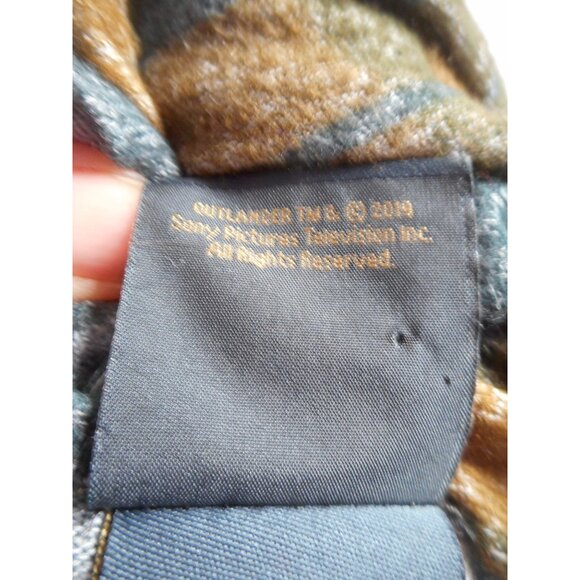 OUTLANDER TM & © 2019
Sony Pictures Television Inc.
All Rights Reserved.